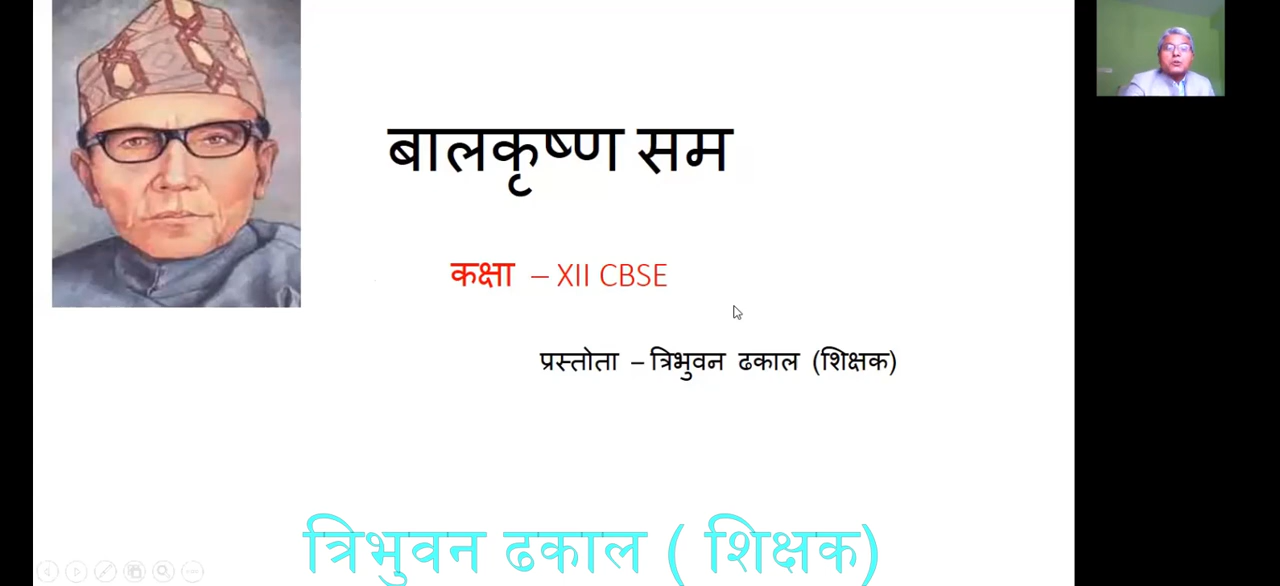 बालकृष्ण सम
कक्षा – XII CBSE
प्रस्तोता – त्रिभुवन ढकाल (शिक्षक)
त्रिभुवन ढकाल ( शिक्षक)